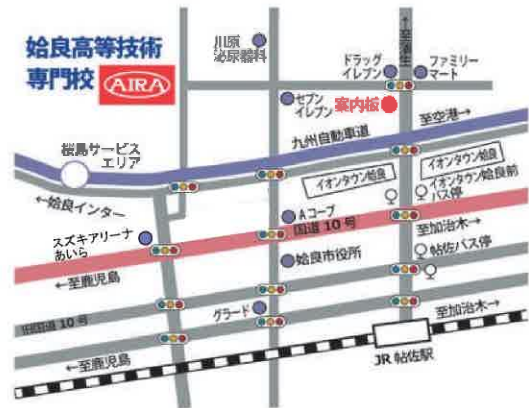 姶良高等技術
専門校 AIRA
川原
泌尿器科
↑至蒲生
ドラッグ
イレブン
ファミリー
マート
セブン
イレブン
案内板
九州自動車道
至空港→
桜島サービス
エリア
イオンタウン姶良
イオンタウン姶良
イオンタウン姶良前
バス停
←姶良インター
Aコープ
国道10号
至加治木→
スズキアリーナ
あいら
姶良市役所
帖佐バス停
←至鹿児島
旧国道10号
グラード
至加治木→
←至鹿児島
JR 帖佐駅